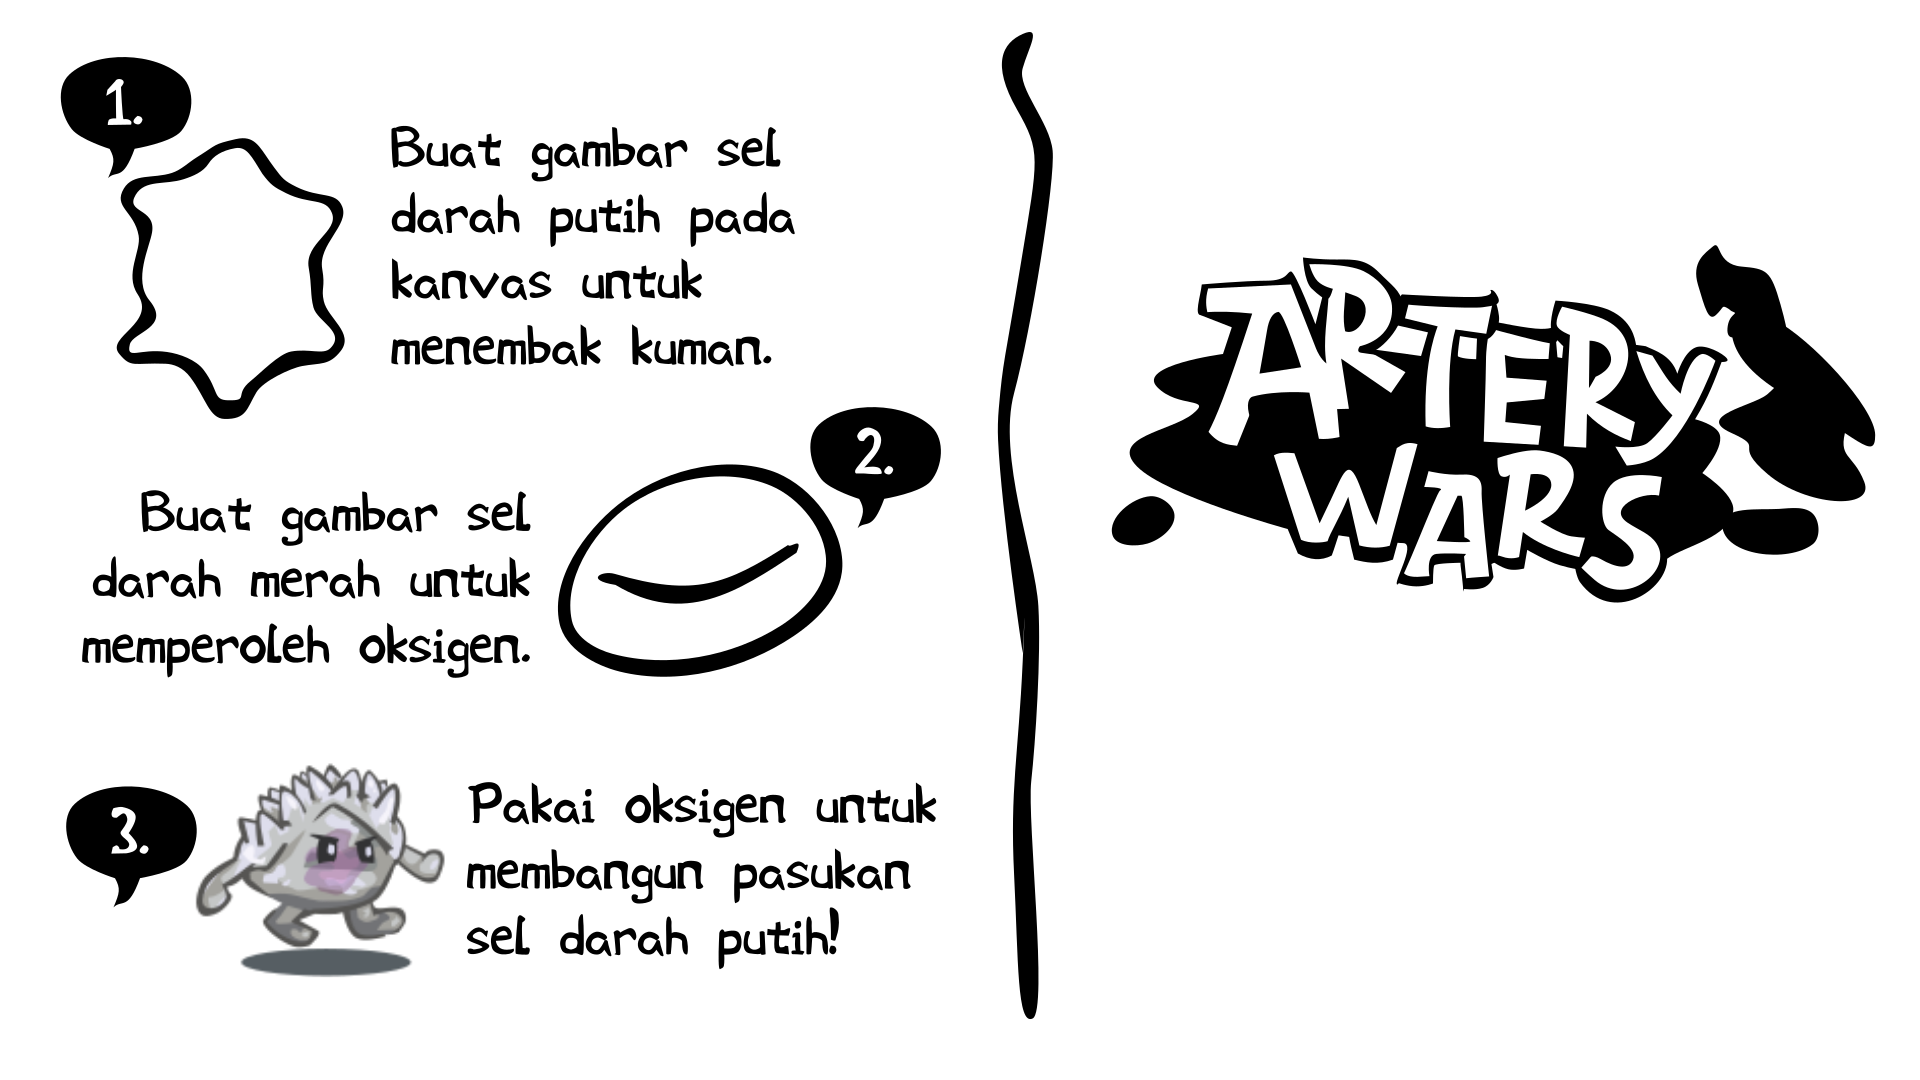 1.
Buat gambar sel
darah putih pada
kanvas untuk
menembak kuman.
2.
Buat gambar sel
darah merah untuk
memperoleh oksigen.
3.
Pakai oksigen untuk
membangun pasukan
sel darah putih!
ARTERY
WARS